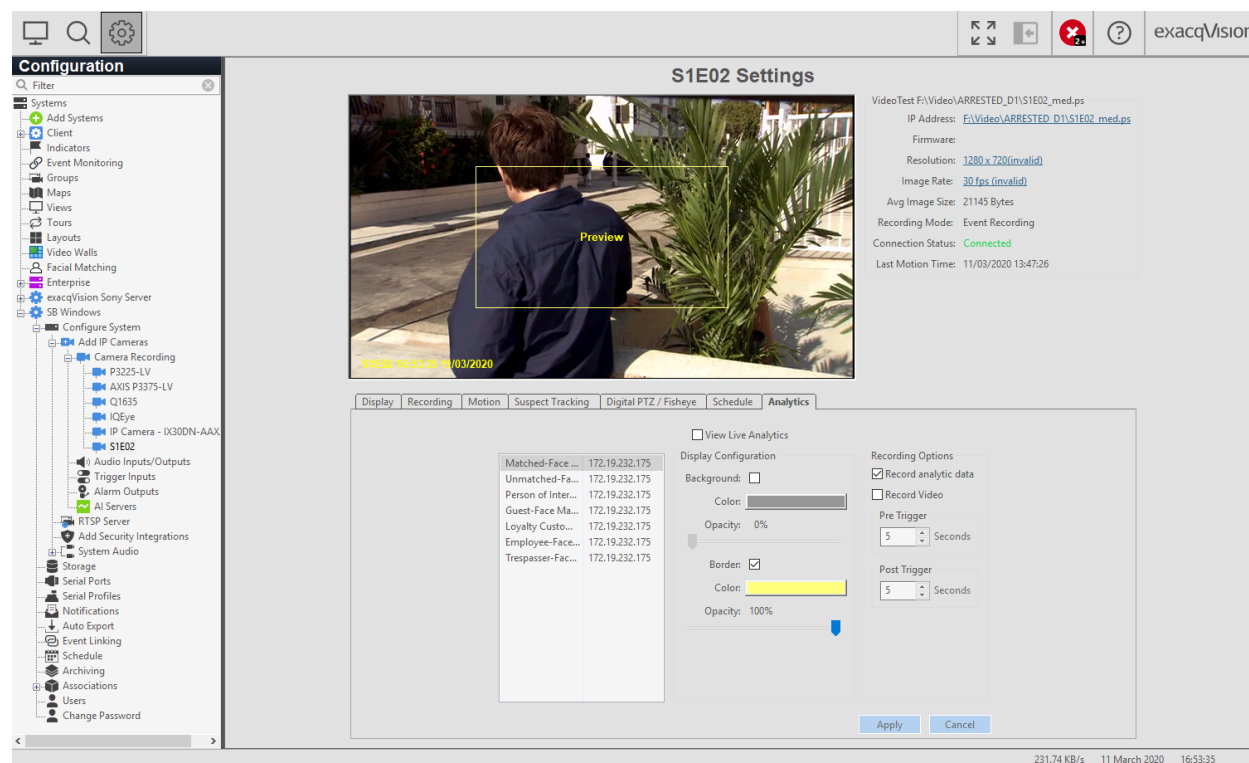 exacqVision
Configuration
Filter
Systems
Add Systems
Client
Indicators
Event Monitoring
Groups
Maps
Views
Tours
Layouts
Video Walls
Facial Matching
Enterprise
exacqVision Sony Server
SB Windows
Configure System
Add IP Cameras
Camera Recording
P3225-LV
AXIS P3375-LV
Q1635
IQEye
IP Camera - IX30DN-AAX
S1E02
Audio Inputs/Outputs
Trigger Inputs
Alarm Outputs
AI Servers
RTSP Server
Add Security Integrations
System Audio
Storage
Serial Ports
Serial Profiles
Notifications
Auto Export
Event Linking
Schedule
Archiving
Associations
Users
Change Password
S1E02 Settings
Preview
/03/2020
VideoTest F:\Video\ARRESTED_D1\S1E02_med.ps
IP Address: F:\Video\ARRESTED_D1\S1E02_med.ps
Firmware:
Resolution: 1280 x 720(invalid)
Image Rate: 30 fps (invalid)
Avg Image Size: 21145 Bytes
Recording Mode: Event Recording
Connection Status: Connected
Last Motion Time: 11/03/2020 13:47:26
Display Recording Motion Suspect Tracking Digital PTZ / Fisheye Schedule Analytics
View Live Analytics
Matched-Face ... 172.19.232.175
Unmatched-Fa... 172.19.232.175
Person of Inter... 172.19.232.175
Guest-Face Ma... 172.19.232.175
Loyalty Custo... 172.19.232.175
Employee-Face... 172.19.232.175
Trespasser-Fac... 172.19.232.175
Display Configuration
Background:
Color:
Opacity: 0%
Border:
Color:
Opacity: 100%
Recording Options
Record analytic data
Record Video
Pre Trigger
5 Seconds
Post Trigger
5 Seconds
Apply Cancel
231.74 KB/s 11 March 2020 16:53:35
2+